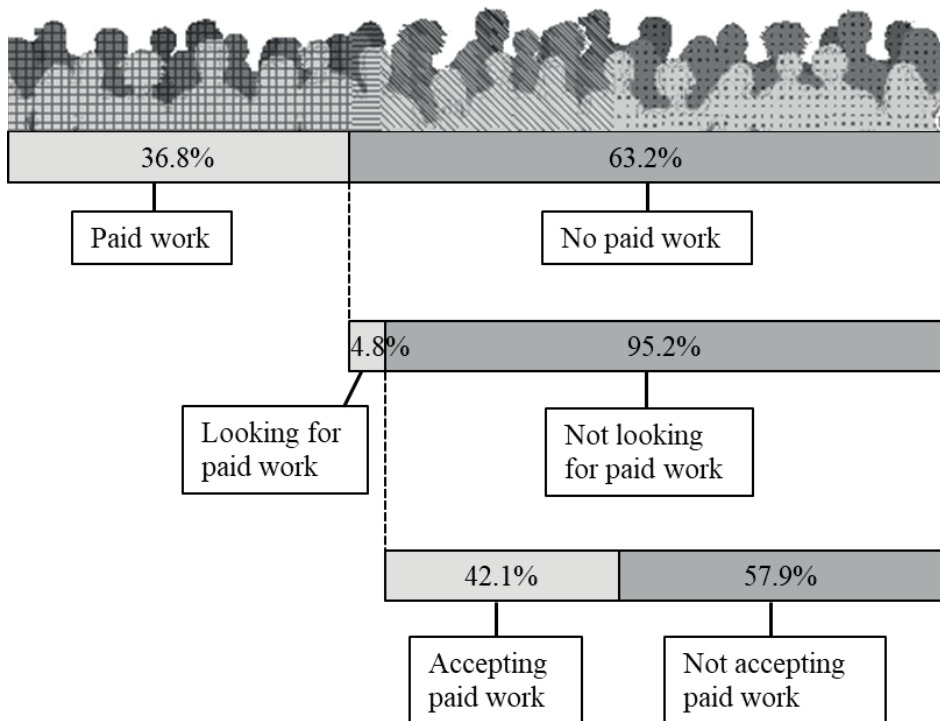 36.8%
63.2%
Paid work
No paid work
4.8%
95.2%
Looking for
paid work
Not looking
for paid work
42.1%
57.9%
Accepting
paid work
Not accepting
paid work